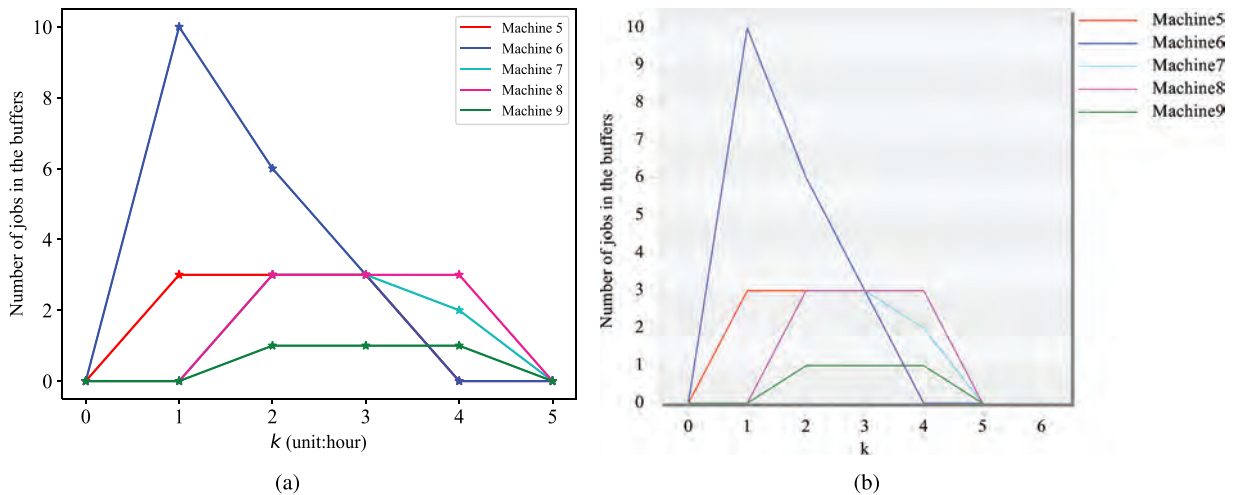 10
8
6
4
2
0
Number of jobs in the buffers
Machine 5
Machine 6
Machine 7
Machine 8
Machine 9
0 1 2 3 4 5
k (unit:hour)
(a)
10
9
8
7
6
5
4
3
2
1
0
Number of jobs in the buffers
Machine5
Machine6
Machine7
Machine8
Machine9
0 1 2 3 4 5 6
k
(b)